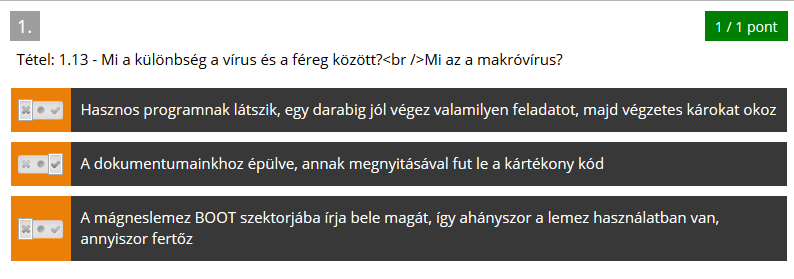 1.
1 / 1 pont
Tétel: 1.13 - Mi a különbség a vírus és a féreg között?<br />Mi az a makróvírus?
Hasznos programnak látszik, egy darabig jól végez valamilyen feladatot, majd végzetes károkat okoz
A dokumentumainkhoz épülve, annak megnyitásával fut le a kártékony kód
A mágneslemez BOOT szektorjába írja bele magát, így ahányszor a lemez használatban van,
annyiszor fertőz